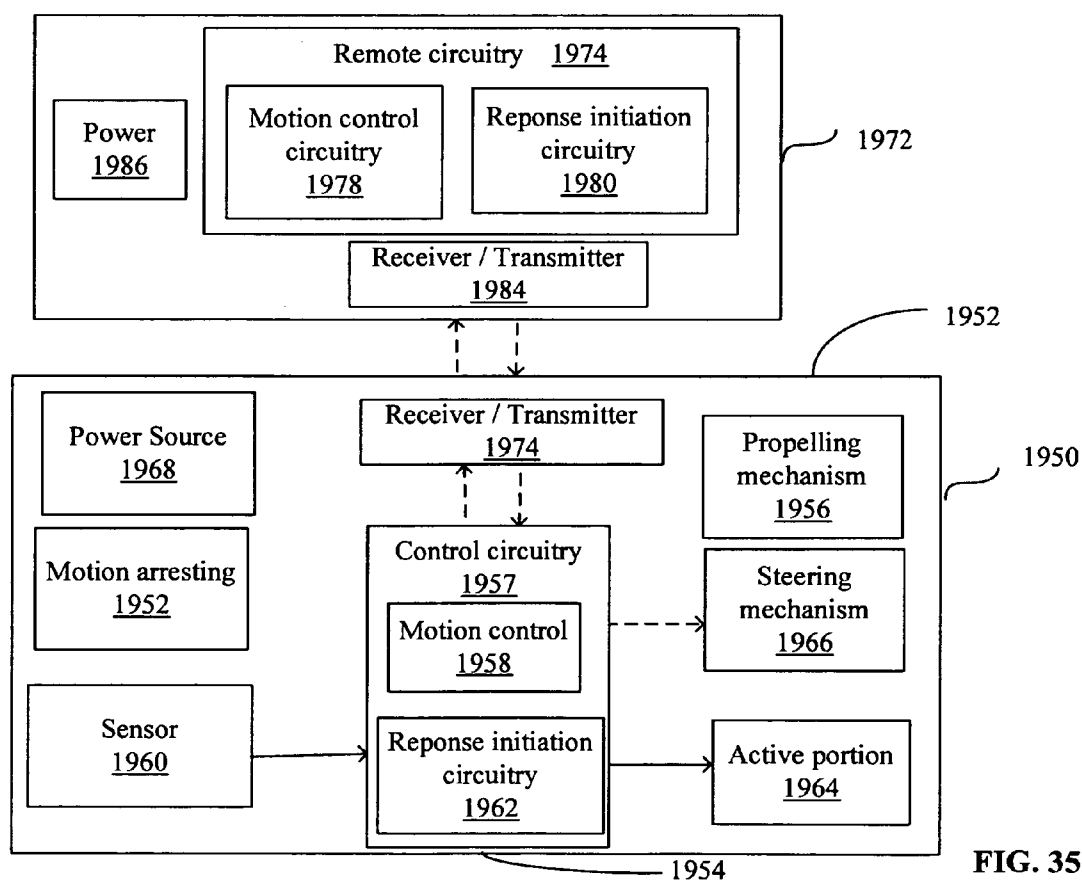 Remote circuitry 1974
Power
1986
Motion control
circuitry
1978
Reponse initiation
circuitry
1980
1972
Receiver / Transmitter
1984
1952
Power Source
1968
Receiver / Transmitter
1974
Propelling
mechanism
1956
1950
Motion arresting
1952
Control circuitry
1957
Motion control
1958
Steering
mechanism
1966
Sensor
1960
Reponse initiation
circuitry
1962
Active portion
1964
1954
FIG. 35